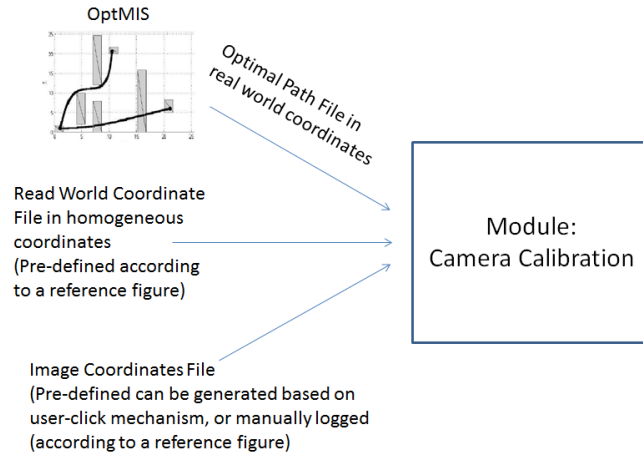 OptMIS
Optimal Path File in
real world coordinates
Read World Coordinate
File in homogeneous
coordinates
(Pre-defined according
to a reference figure)
Module:
Camera Calibration
Image Coordinates File
(Pre-defined can be generated based on
user-click mechanism, or manually logged
(according to a reference figure)